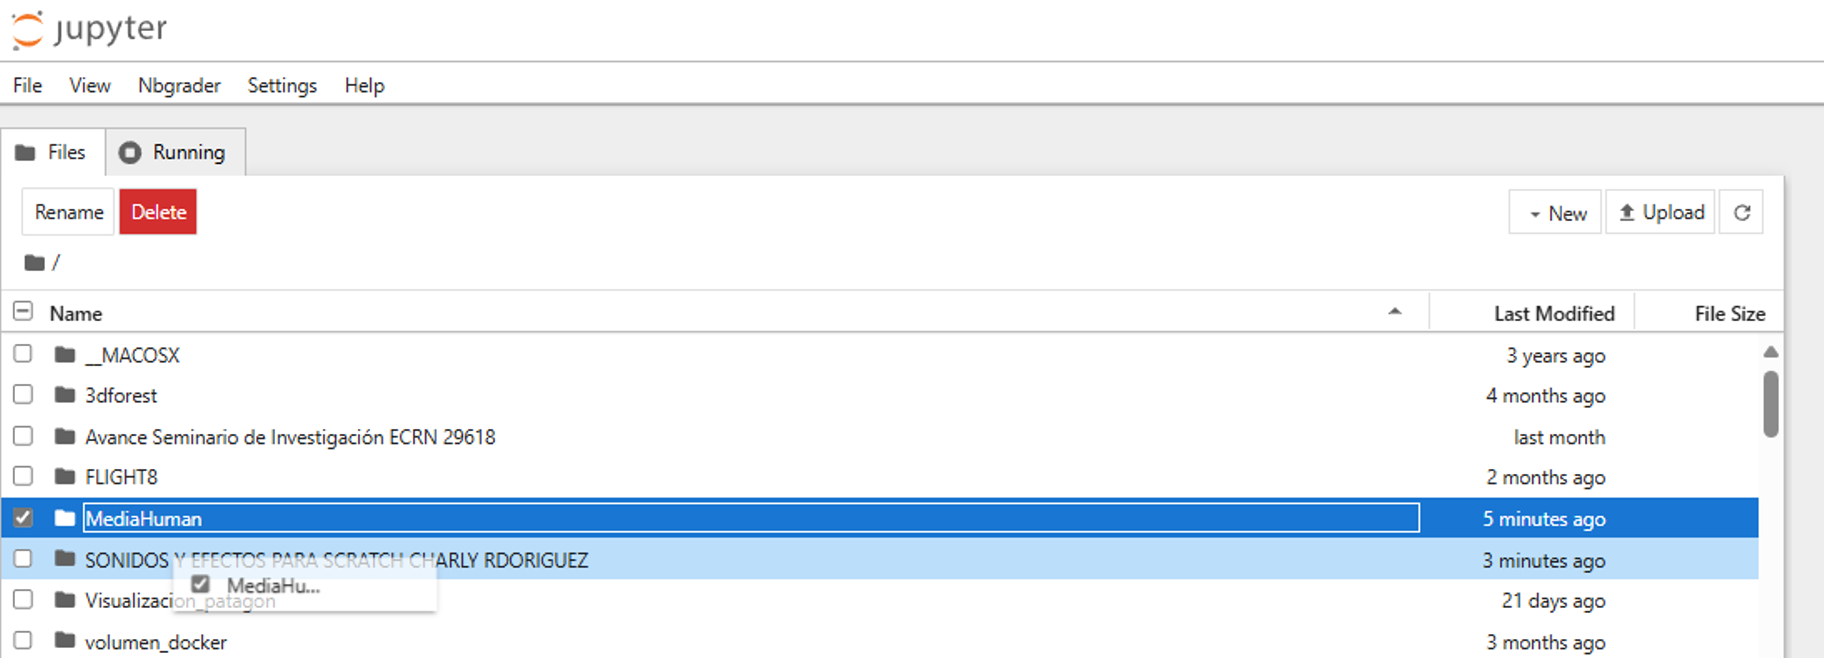 jupyter
File View Nbgrader Settings Help
Files Running
Rename Delete New Upload
/
Name Last Modified File Size
__MACOSX 3 years ago
3dforest 4 months ago
Avance Seminario de Investigación ECRN 29618 last month
FLIGHT8 2 months ago
MediaHuman 5 minutes ago
SONIDOS Y EFECTOS PARA SCRATCH CHARLY RDORIGUEZ 3 minutes ago
MediaHu...
Visualizacion_patagon 21 days ago
volumen_docker 3 months ago